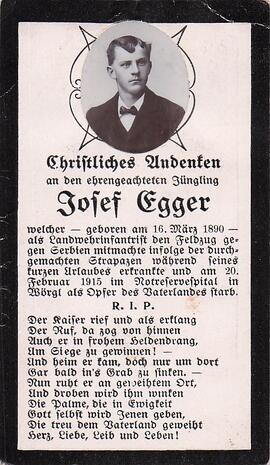 Christliches Andenken
an den ehrengeachteten Jüngling
Josef Egger
welcher — geboren am 16. März 1890 —
als Landwehrinfantrist den Feldzug ge-
gen Serbien mitmachte infolge der durch-
gemachten Strapazen während seines
kurzen Urlaubes erkrankte und am 20.
Februar 1915 im Notreservespital in
Wörgl als Opfer des Vaterlandes starb.
R. I. P.
Der Kaiser rief und als erklang
Der Ruf, da zog von hinnen
Auch er in frohem Heldendrang,
Um Siege zu gewinnen! —
Und heim er kam, doch nur um dort
Gar bald in's Grab zu sinken. —
Nun ruht er an geweihtem Ort,
Und droben wird ihm winken
Die Palme, die in Ewigkeit
Gott selbst wird Jenen geben,
Die treu dem Vaterland geweiht
Herz, Liebe, Leib und Leben!